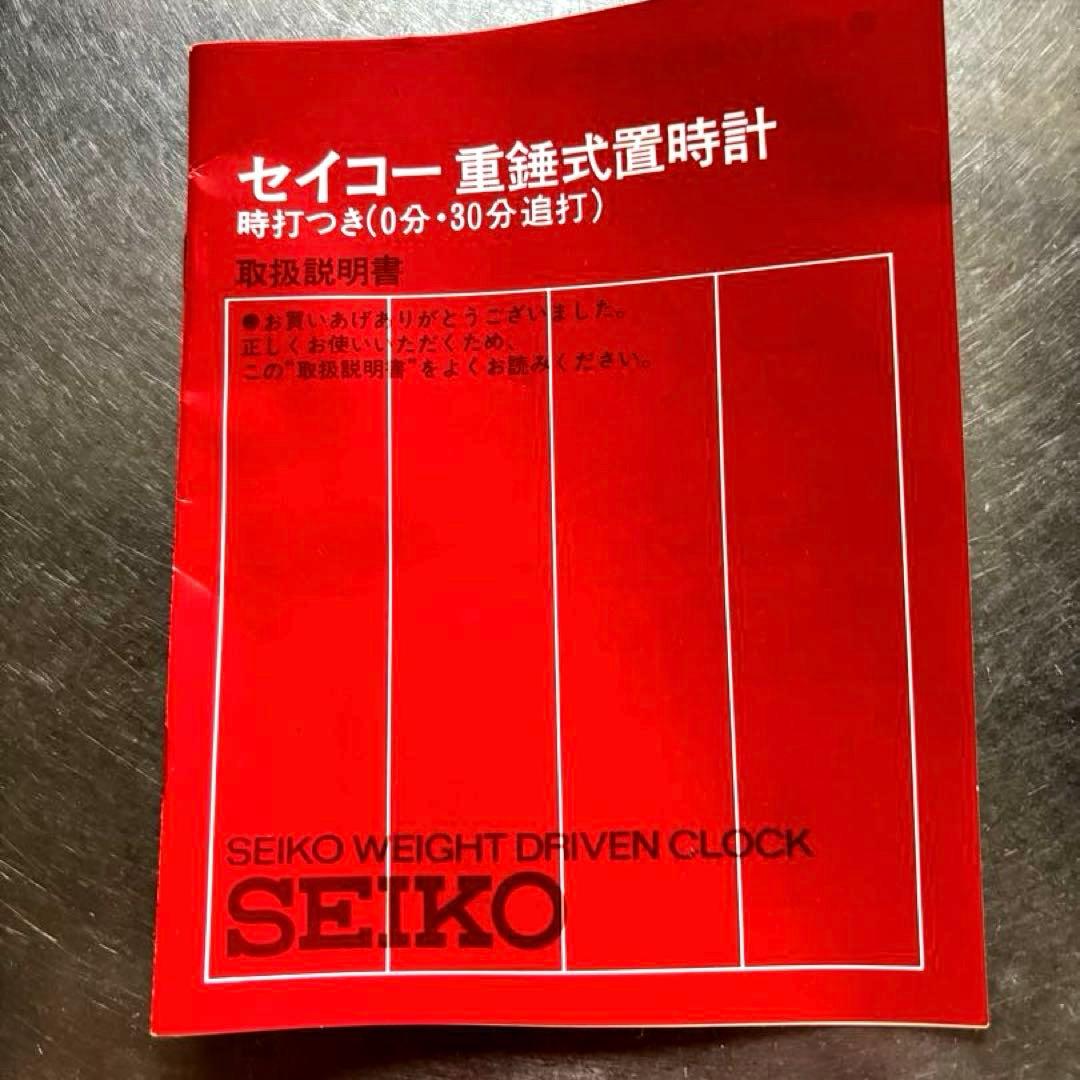 セイコー 重錘式置時計
時打つき(0分・30分追打)
取扱説明書
●お買いあげありがとうございました。
正しくお使いいただくため、
この"取扱説明書"をよくお読みください。
SEIKO WEIGHT DRIVEN CLOCK
SEIKO